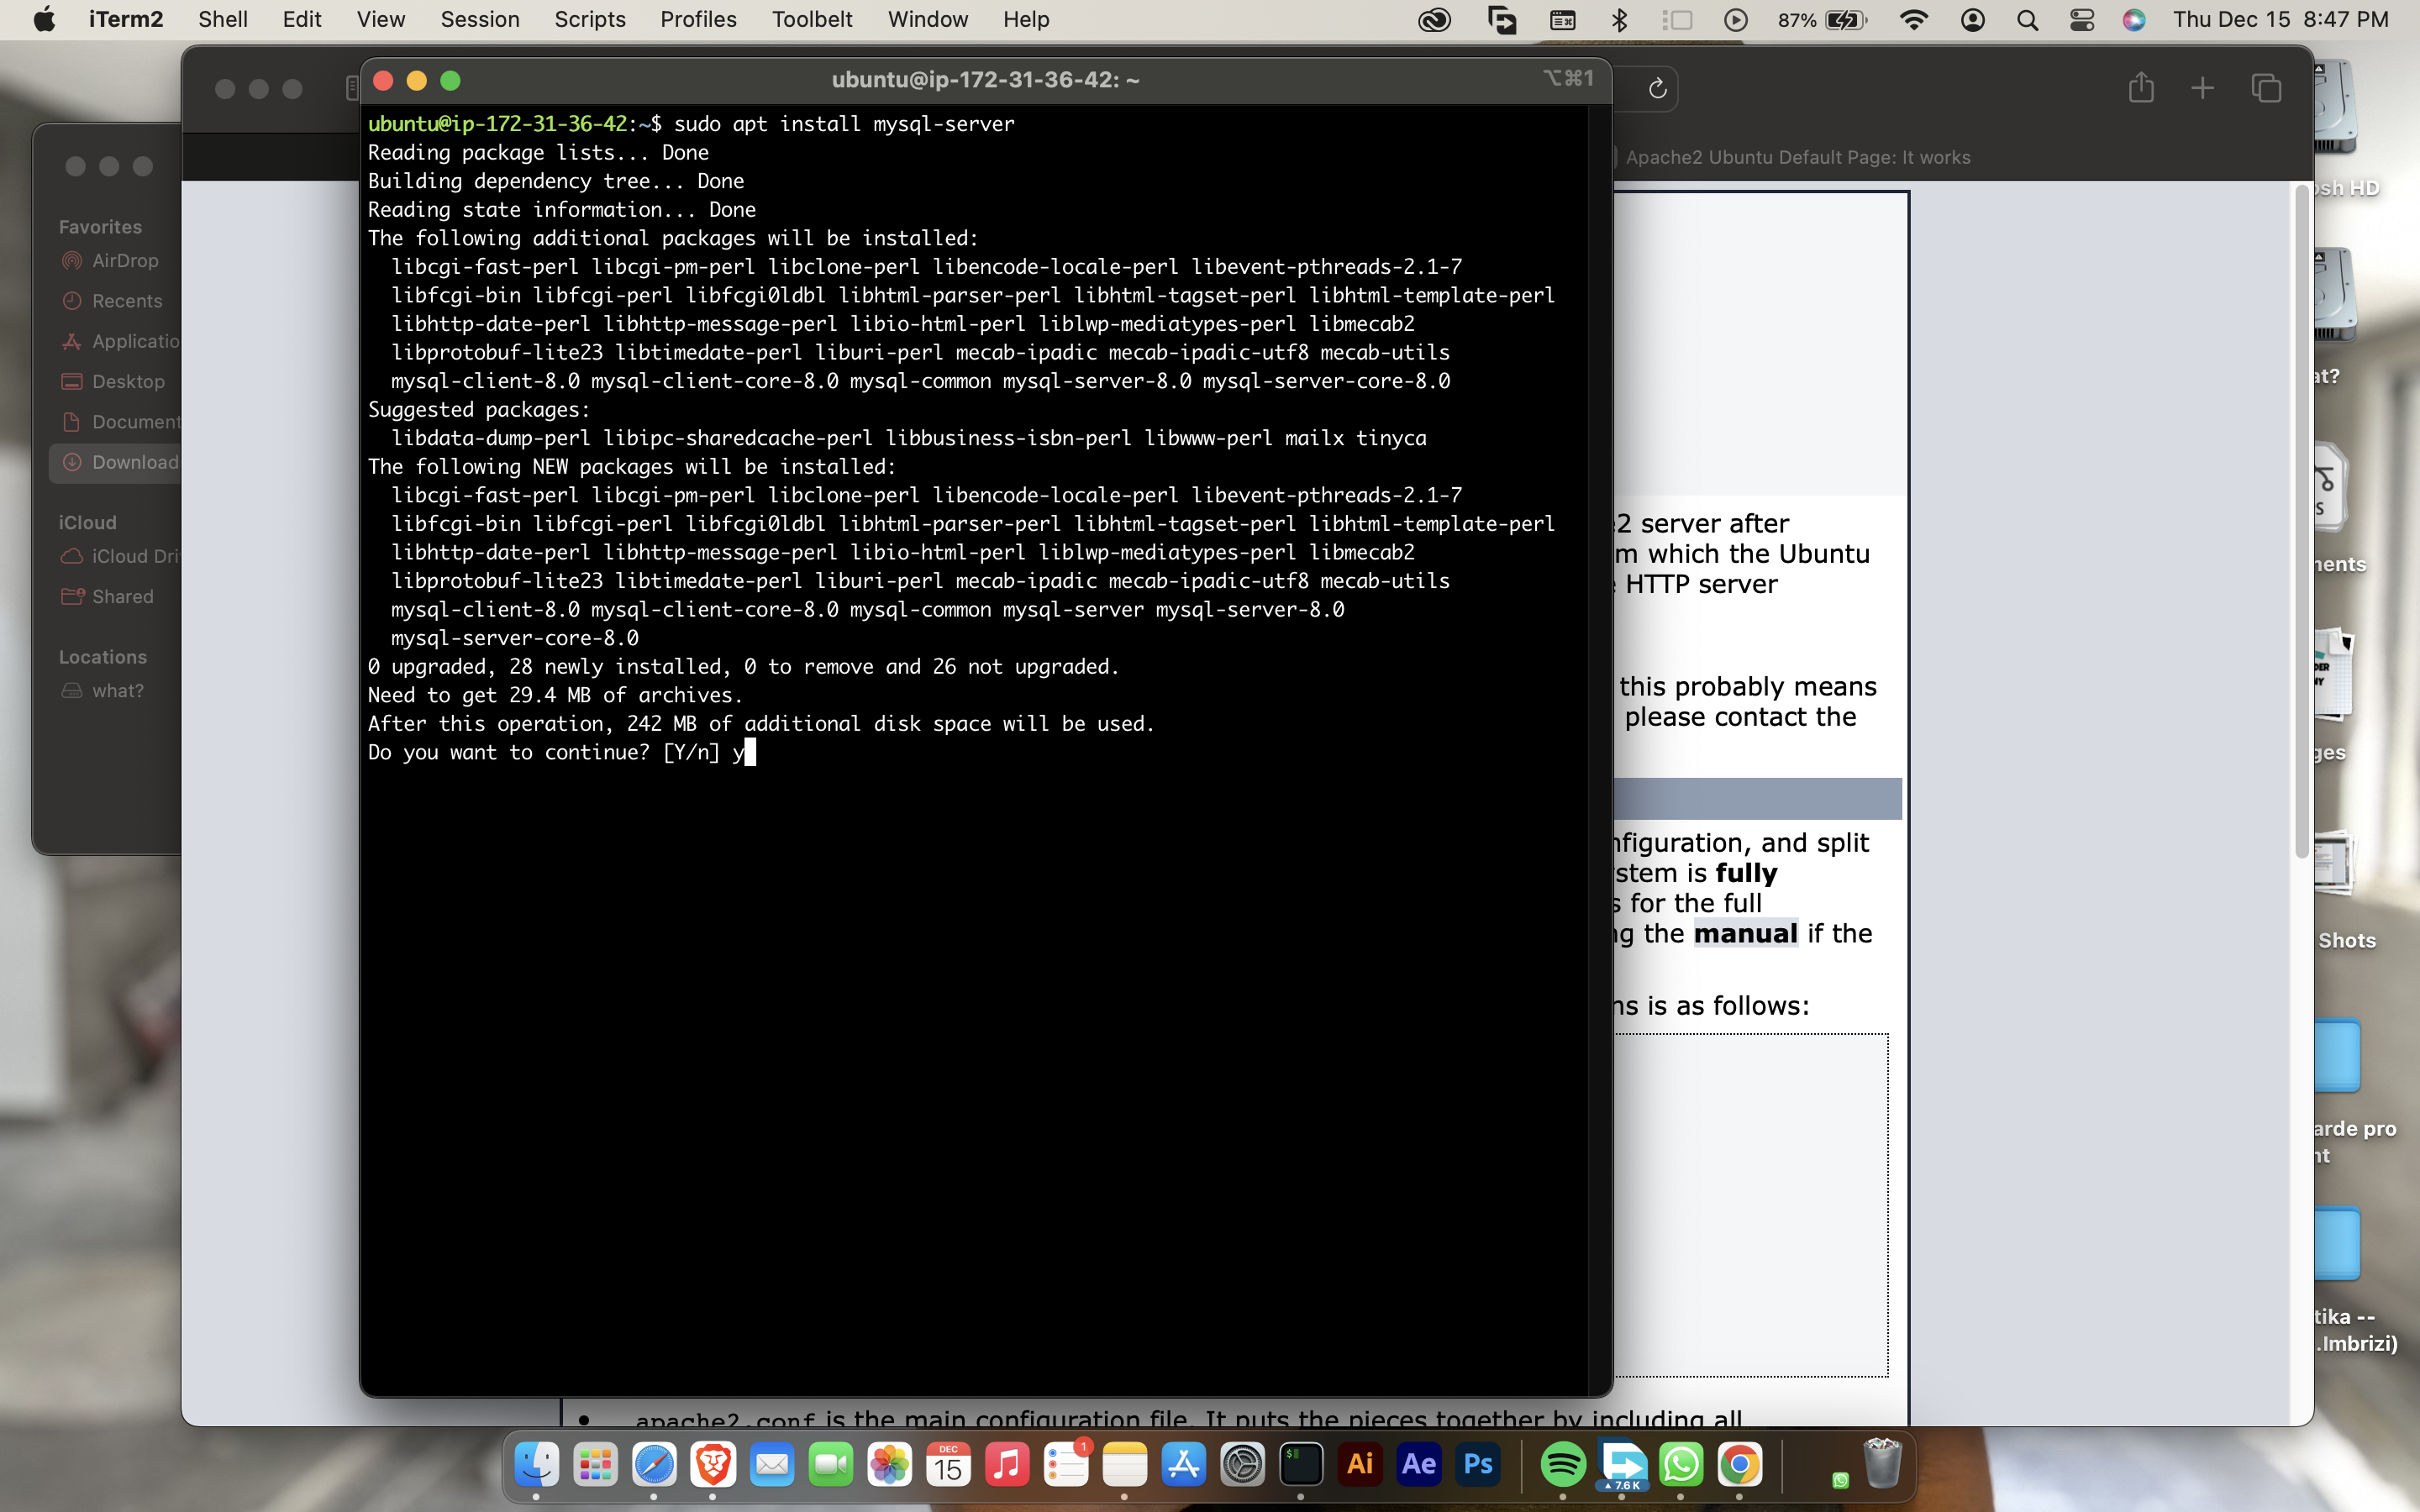 iTerm2 Shell Edit View Session Scripts Profiles Toolbelt Window Help 87% Thu Dec 15 8:47 PM
ubuntu@ip-172-31-36-42: ~ ⌥⌘1
Apache2 Ubuntu Default Page: It works
ubuntu@ip-172-31-36-42:~$ sudo apt install mysql-server
Reading package lists... Done
Building dependency tree... Done
Reading state information... Done
The following additional packages will be installed:
libcgi-fast-perl libcgi-pm-perl libclone-perl libencode-locale-perl libevent-pthreads-2.1-7
libfcgi-bin libfcgi-perl libfcgi0ldbl libhtml-parser-perl libhtml-tagset-perl libhtml-template-perl
libhttp-date-perl libhttp-message-perl libio-html-perl liblwp-mediatypes-perl libmecab2
libprotobuf-lite23 libtimedate-perl liburi-perl mecab-ipadic mecab-ipadic-utf8 mecab-utils
mysql-client-8.0 mysql-client-core-8.0 mysql-common mysql-server-8.0 mysql-server-core-8.0
Suggested packages:
libdata-dump-perl libipc-sharedcache-perl libbusiness-isbn-perl libwww-perl mailx tinyca
The following NEW packages will be installed:
libcgi-fast-perl libcgi-pm-perl libclone-perl libencode-locale-perl libevent-pthreads-2.1-7
libfcgi-bin libfcgi-perl libfcgi0ldbl libhtml-parser-perl libhtml-tagset-perl libhtml-template-perl
libhttp-date-perl libhttp-message-perl libio-html-perl liblwp-mediatypes-perl libmecab2
libprotobuf-lite23 libtimedate-perl liburi-perl mecab-ipadic mecab-ipadic-utf8 mecab-utils
mysql-client-8.0 mysql-client-core-8.0 mysql-common mysql-server mysql-server-8.0
mysql-server-core-8.0
0 upgraded, 28 newly installed, 0 to remove and 26 not upgraded.
Need to get 29.4 MB of archives.
After this operation, 242 MB of additional disk space will be used.
Do you want to continue? [Y/n] y
Favorites
AirDrop
Recents
Applicatio
Desktop
Document
Download
iCloud
iCloud Dri
Shared
Locations
what?
e2 server after
m which the Ubuntu
HTTP server
this probably means
please contact the
nfiguration, and split
stem is fully
s for the full
ng the manual if the
ns is as follows:
apache2.conf is the main configuration file. It puts the pieces together by including all
osh HD
at?
S
ments
ges
Shots
arde pro
nt
tika --
.Imbrizi)
DEC
15
1
$
Ai Ae Ps
7.6 K